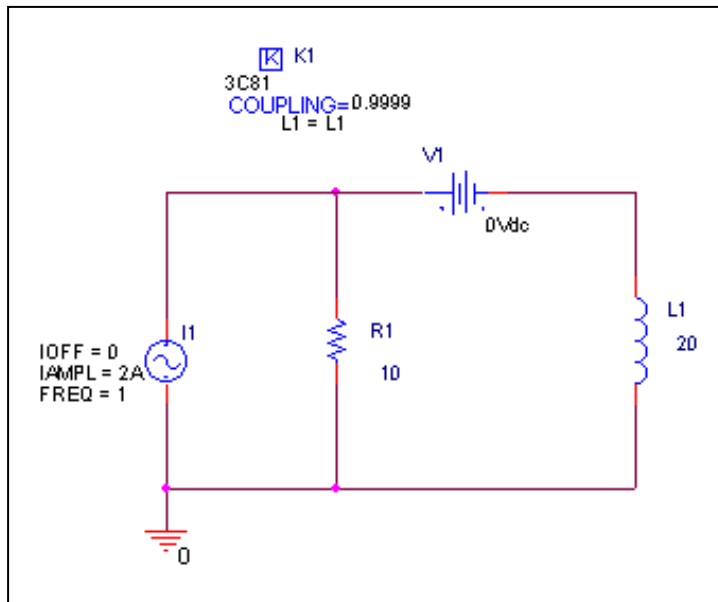 K K1
3C81
COUPLING=0.9999
L1 = L1
V1
0Vdc
L1
20
I1
IOFF = 0
IAMPL = 2A
FREQ = 1
R1
10
0